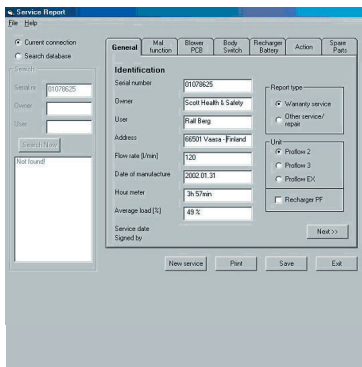 Service Report
File Help
Current connection
Search database
Search
Serial nr. 01078625
Owner
User
Search Now
Not found!
General
Mal function
Blower PCB
Body Switch
Recharger Battery
Action
Spare Parts
Identification
Serial number 01078625
Owner Scott Health & Safety
User Ralf Berg
Address 66501 Vaasa - Finland
Flow rate [l/min] 120
Date of manufacture 2002.01.31
Hour meter 3h 57min
Average load [%] 49 %
Service date
Signed by
Report type
Warranty service
Other service/
repair
Unit
Proflow 2
Proflow 3
Proflow EX
Recharger PF
Next >>
New service Print Save Exit